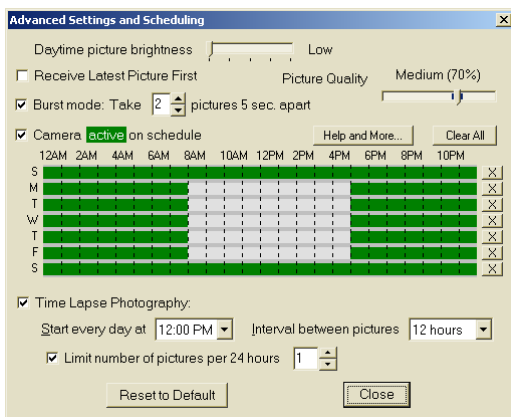 Advanced Settings and Scheduling
Daytime picture brightness Low
Receive Latest Picture First
Picture Quality Medium (70%)
Burst mode: Take 2 pictures 5 sec. apart
Camera active on schedule Help and More... Clear All
12AM 2AM 4AM 6AM 8AM 10AM 12PM 2PM 4PM 6PM 8PM 10PM
S X
M X
T X
W X
T X
F X
S X
Time Lapse Photography:
Start every day at 12:00 PM Interval between pictures 12 hours
Limit number of pictures per 24 hours 1
Reset to Default Close